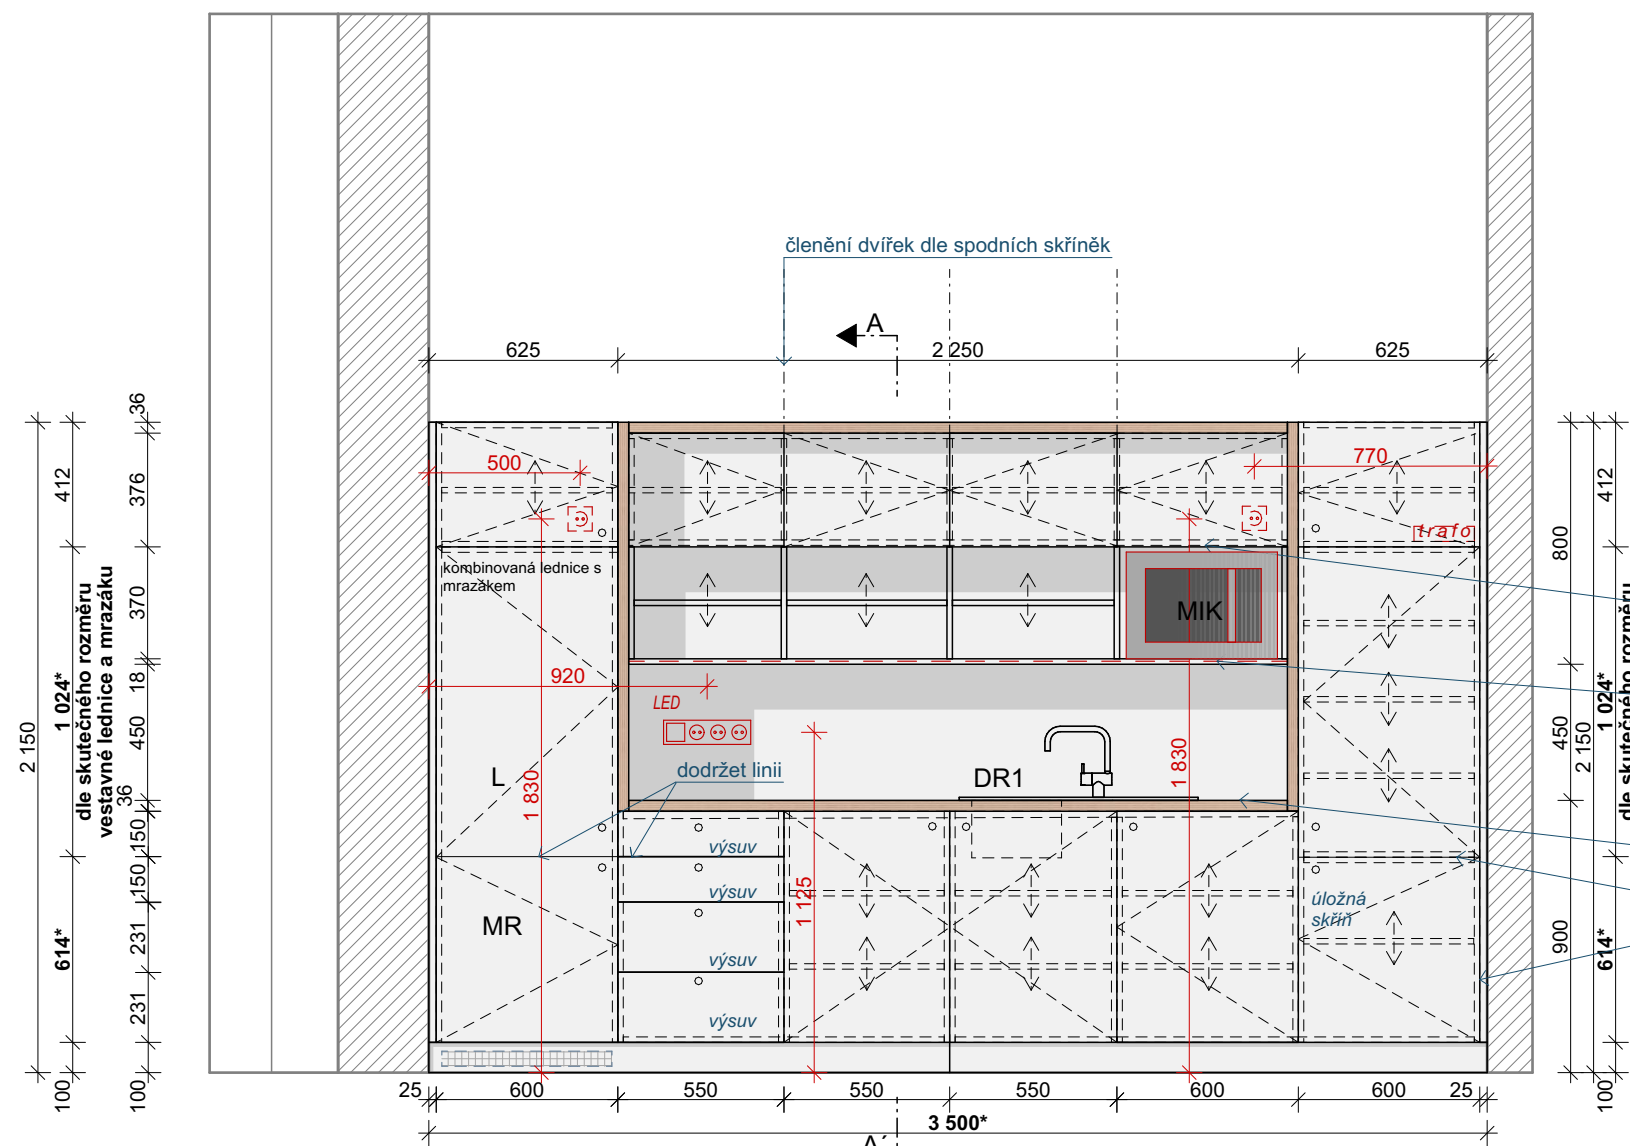 členění dvířek dle spodních skříněk
A
625
2 250
625
36
412
376
500
770
412
trafo
800
kombinovaná lednice s
mrazákem
370
MIK
dle skutečného rozměru
vestavné lednice a mrazáku
1 024*
18
920
LED
2 150
450
L
1 830
dodržet linii
DR1
1 830
450
2 150
1 024*
dle skutečného rozměru
36
150
výsuv
150
výsuv
1 125
MR
úložná
skříň
614*
231
výsuv
900
614*
231
výsuv
100
100
100
25
600
550
550
550
600
600
25
3 500*
A´